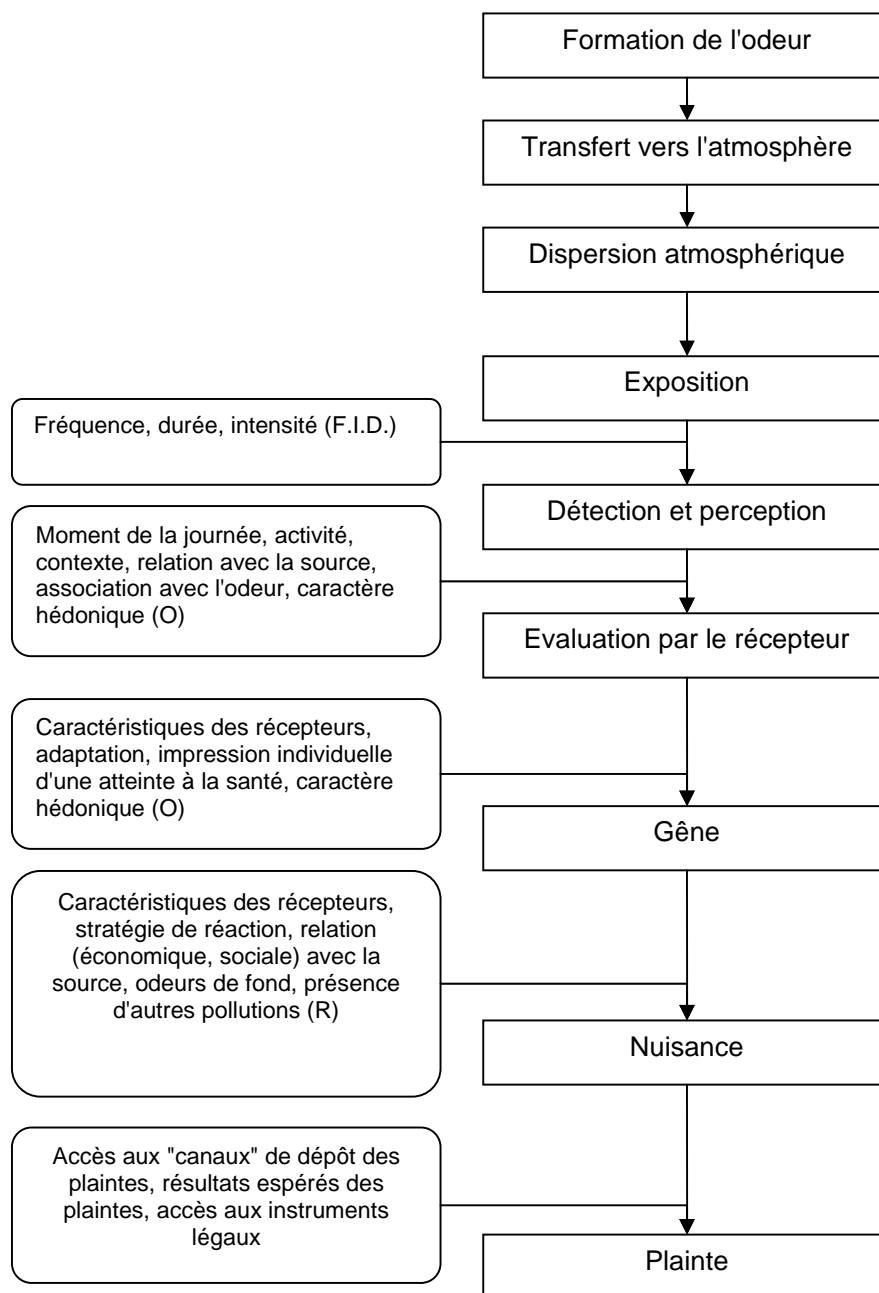 Formation de l'odeur
Transfert vers l'atmosphère
Dispersion atmosphérique
Exposition
Fréquence, durée, intensité (F.I.D.)
Détection et perception
Moment de la journée, activité,
contexte, relation avec la source,
association avec l'odeur, caractère
hédonique (O)
Evaluation par le récepteur
Caractéristiques des récepteurs,
adaptation, impression individuelle
d'une atteinte à la santé, caractère
hédonique (O)
Gêne
Caractéristiques des récepteurs,
stratégie de réaction, relation
(économique, sociale) avec la
source, odeurs de fond, présence
d'autres pollutions (R)
Nuisance
Accès aux "canaux" de dépôt des
plaintes, résultats espérés des
plaintes, accès aux instruments
légaux
Plainte